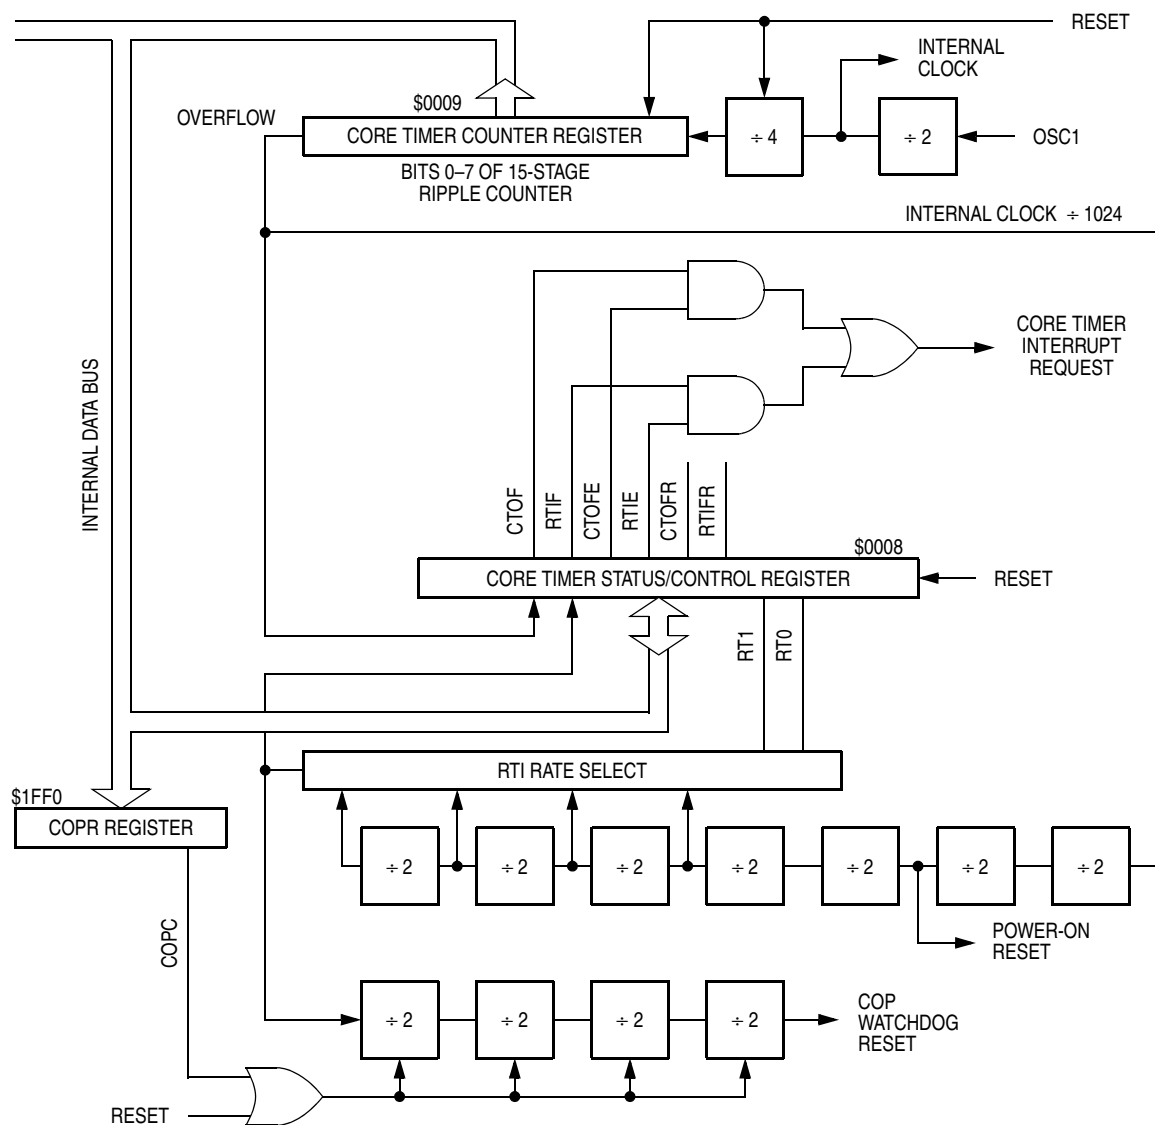 RESET
INTERNAL
CLOCK
$0009
OVERFLOW
CORE TIMER COUNTER REGISTER
÷ 4
÷ 2
OSC1
BITS 0–7 OF 15-STAGE
RIPPLE COUNTER
INTERNAL CLOCK ÷ 1024
CORE TIMER
INTERRUPT
REQUEST
INTERNAL DATA BUS
CTOF
RTIF
CTOFE
RTIE
CTOFR
RTIFR
$0008
CORE TIMER STATUS/CONTROL REGISTER
RESET
RT1
RT0
RTI RATE SELECT
$1FF0
COPR REGISTER
÷ 2
÷ 2
÷ 2
÷ 2
÷ 2
÷ 2
÷ 2
POWER-ON
RESET
COPC
÷ 2
÷ 2
÷ 2
÷ 2
COP
WATCHDOG
RESET
RESET